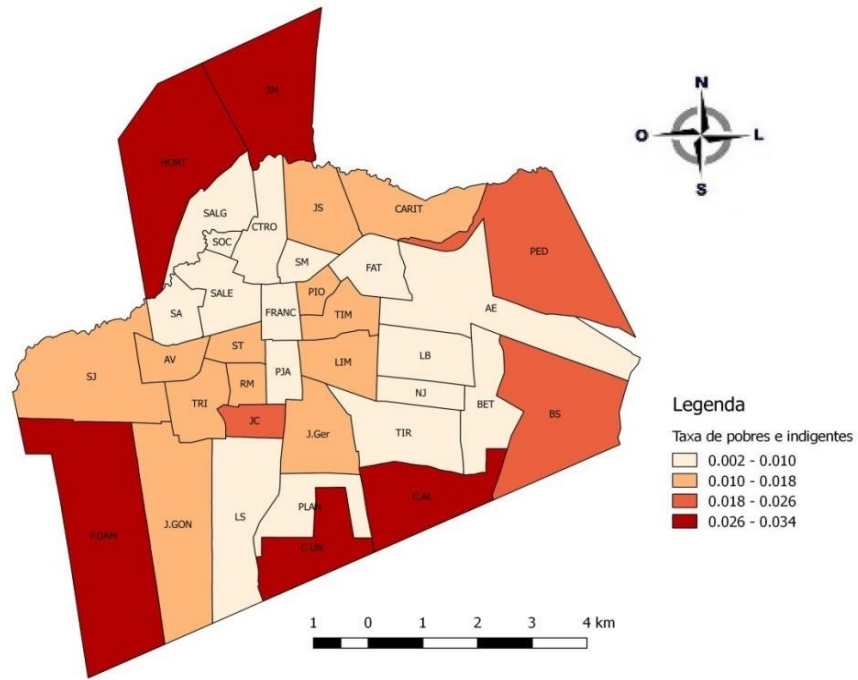 JM
N
HORT
O L
S
SALG
JS
CARIT
CTRO
SOC
PED
SM
FAT
SALE
PIO
AE
SA
FRANC
TIM
ST
LB
AV
LIM
SJ
PJA
RM
NJ
TRI
BET
Legenda
JC
BS
J.Ger
TIR
Taxa de pobres e indigentes
0.002 - 0.010
0.010 - 0.018
C.AL
PLAN
LS
0.018 - 0.026
J.GON
0.026 - 0.034
F.DAM
C.UN
1 0 1 2 3 4 km